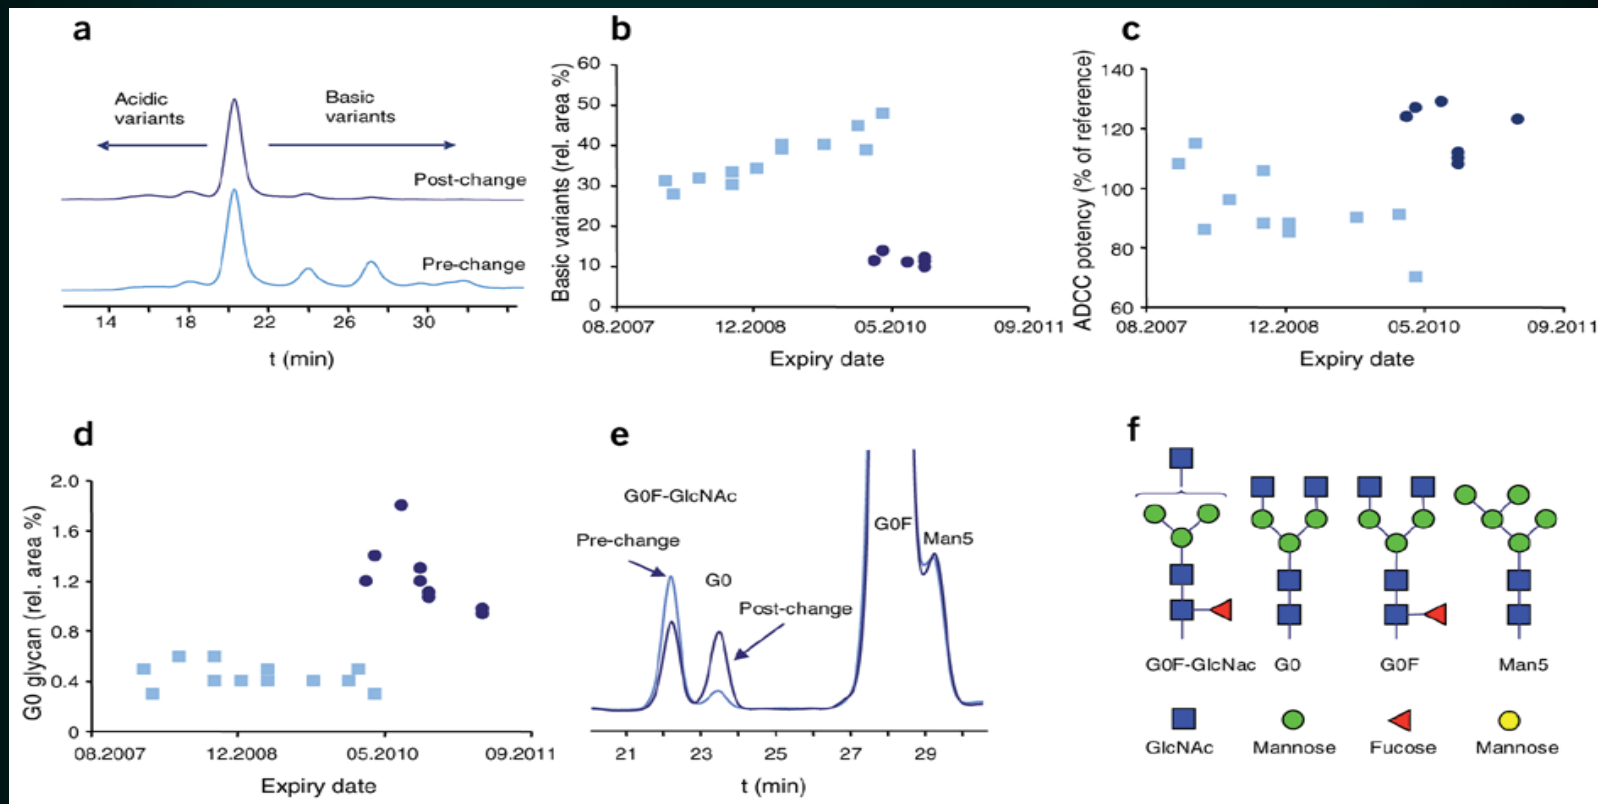 a
Acidic
variants
Basic
variants
Post-change
Pre-change
14 18 22 26 30
t (min)
b
Basic variants (rel. area %)
60
50
40
30
20
10
0
08.2007 12.2008 05.2010 09.2011
Expiry date
c
ADCC potency (% of reference)
140
120
100
80
60
08.2007 12.2008 05.2010 09.2011
Expiry date
d
G0 glycan (rel. area %)
2.0
1.6
1.2
0.8
0.4
0
08.2007 12.2008 05.2010 09.2011
Expiry date
e
G0F-GlcNAc
Pre-change
G0
Post-change
G0F
Man5
21 23 25 27 29
t (min)
f
G0F-GlcNac G0 G0F Man5
GlcNAc Mannose Fucose Mannose